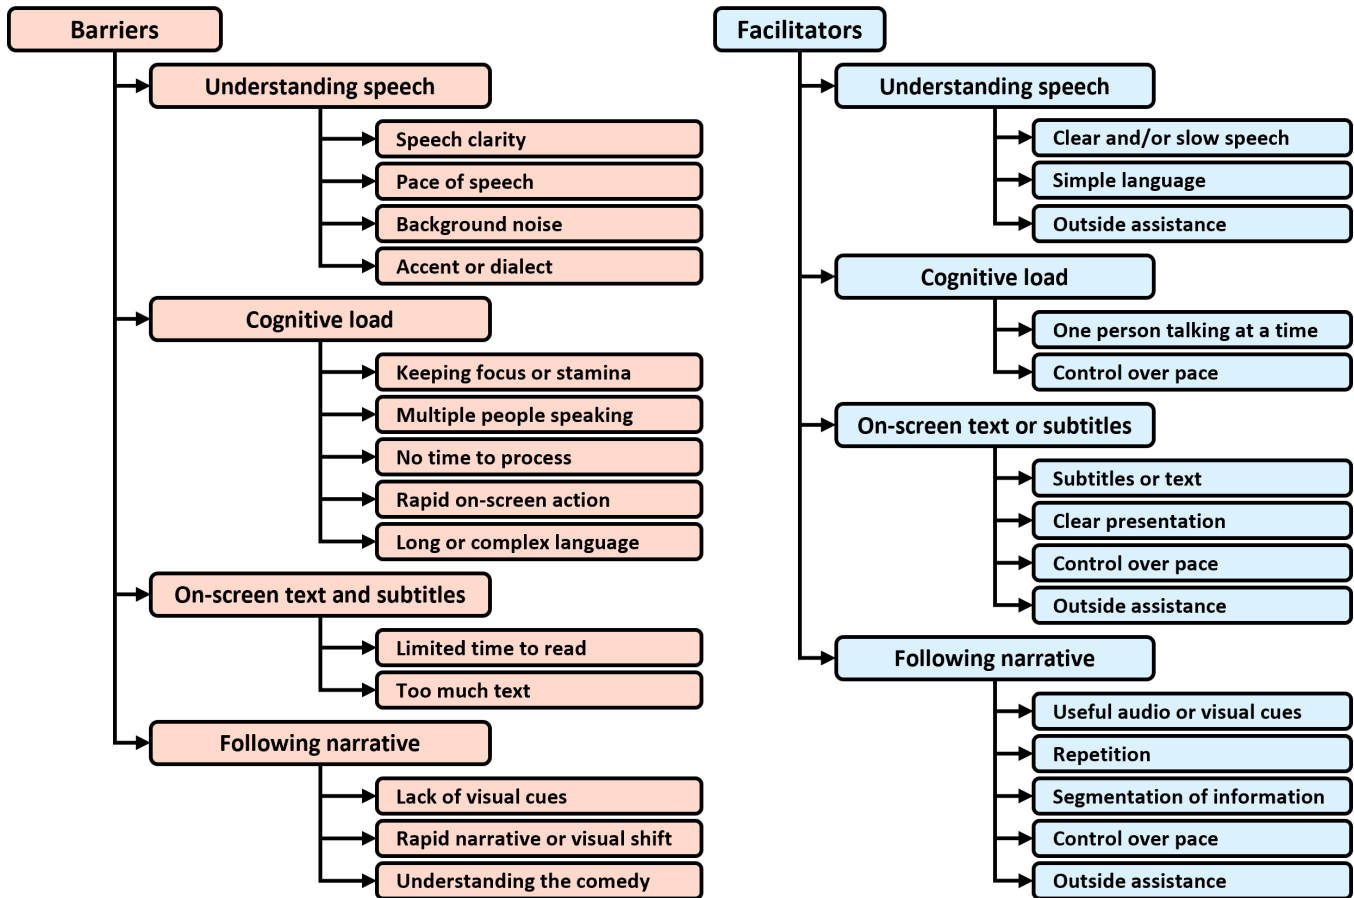 Barriers
Understanding speech
Speech clarity
Pace of speech
Background noise
Accent or dialect
Cognitive load
Keeping focus or stamina
Multiple people speaking
No time to process
Rapid on-screen action
Long or complex language
On-screen text and subtitles
Limited time to read
Too much text
Following narrative
Lack of visual cues
Rapid narrative or visual shift
Understanding the comedy
Facilitators
Understanding speech
Clear and/or slow speech
Simple language
Outside assistance
Cognitive load
One person talking at a time
Control over pace
On-screen text or subtitles
Subtitles or text
Clear presentation
Control over pace
Outside assistance
Following narrative
Useful audio or visual cues
Repetition
Segmentation of information
Control over pace
Outside assistance